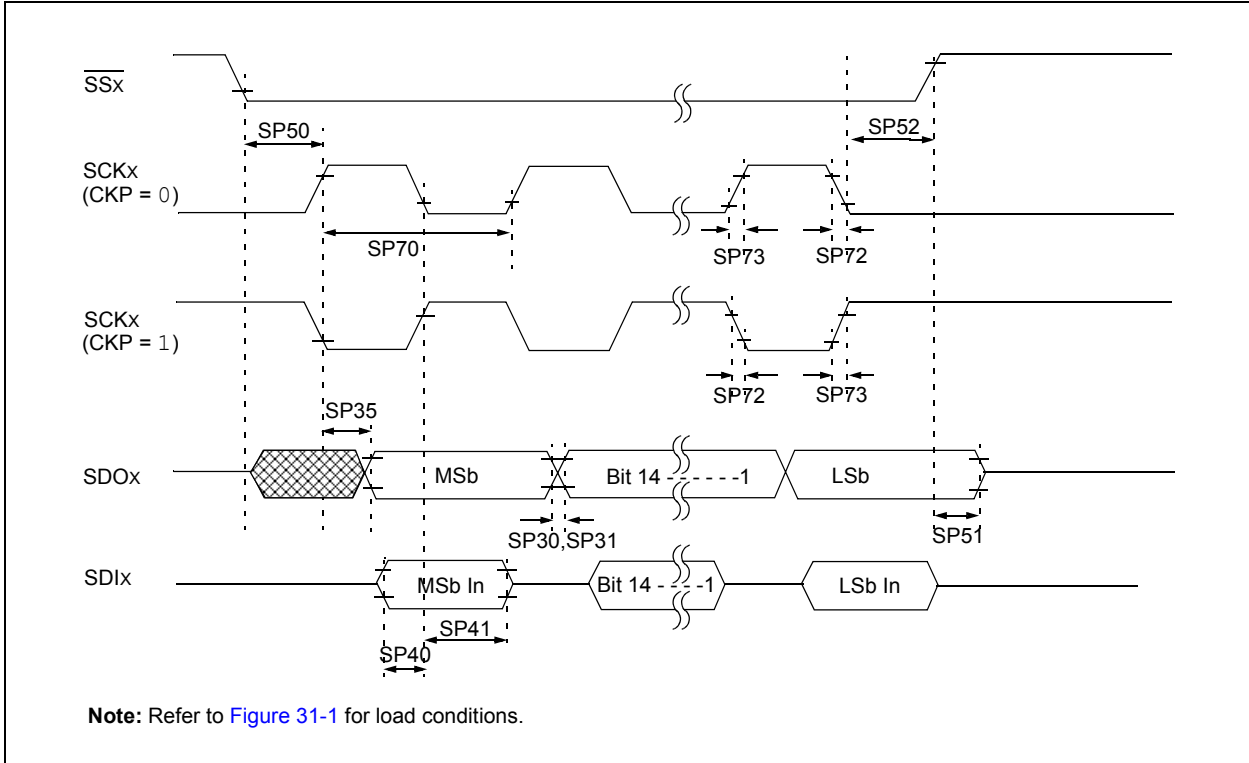 SSx
SP50
SP52
SCKx
(CKP = 0)
SP70
SP73
SP72
SCKx
(CKP = 1)
SP72
SP73
SP35
SDOx
MSb
Bit 14 - - - - - -1
LSb
SP30,SP31
SP51
SDIx
MSb In
Bit 14 - - - -1
LSb In
SP41
SP40
Note: Refer to Figure 31-1 for load conditions.